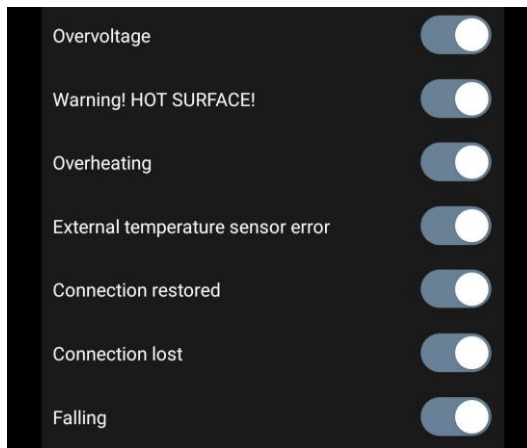 Overvoltage
Warning! HOT SURFACE!
Overheating
External temperature sensor error
Connection restored
Connection lost
Falling